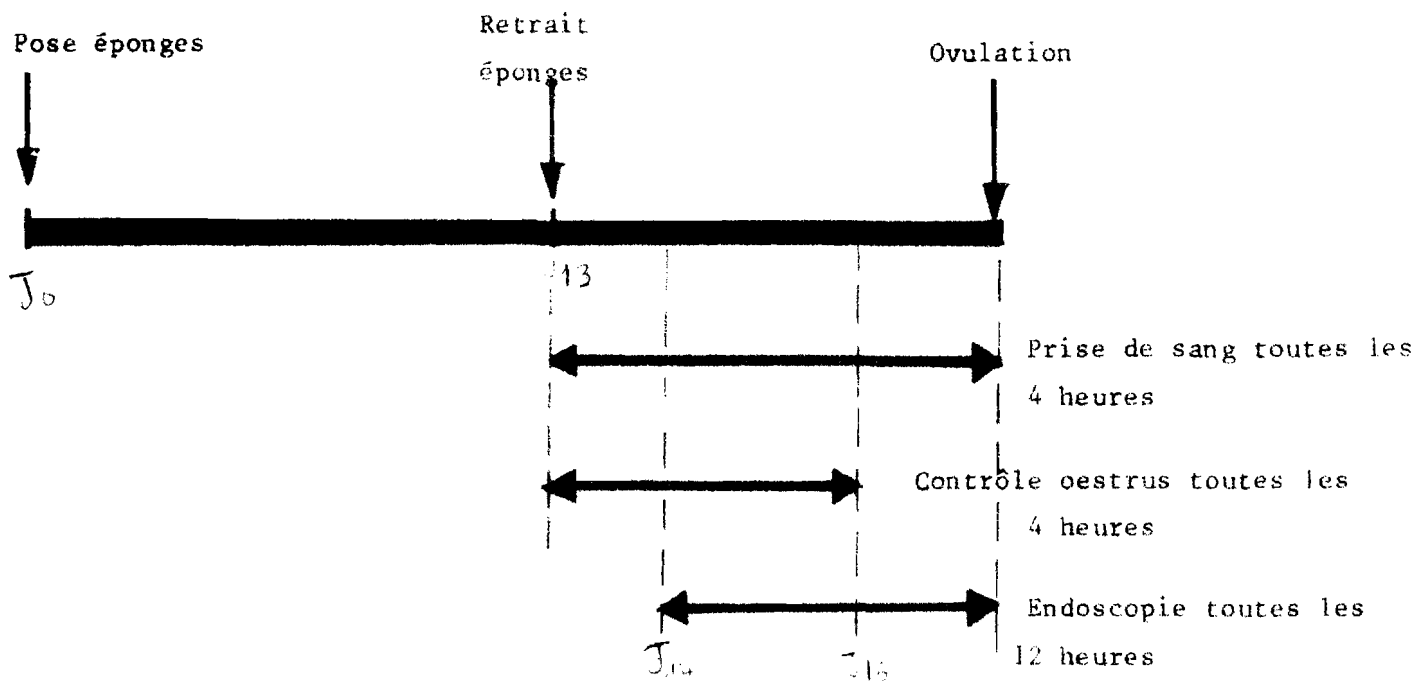 Pose éponges
Retrait
éponges
Ovulation
J0
13
Prise de sang toutes les
4 heures
Contrôle oestrus toutes les
4 heures
Endoscopie toutes les
12 heures